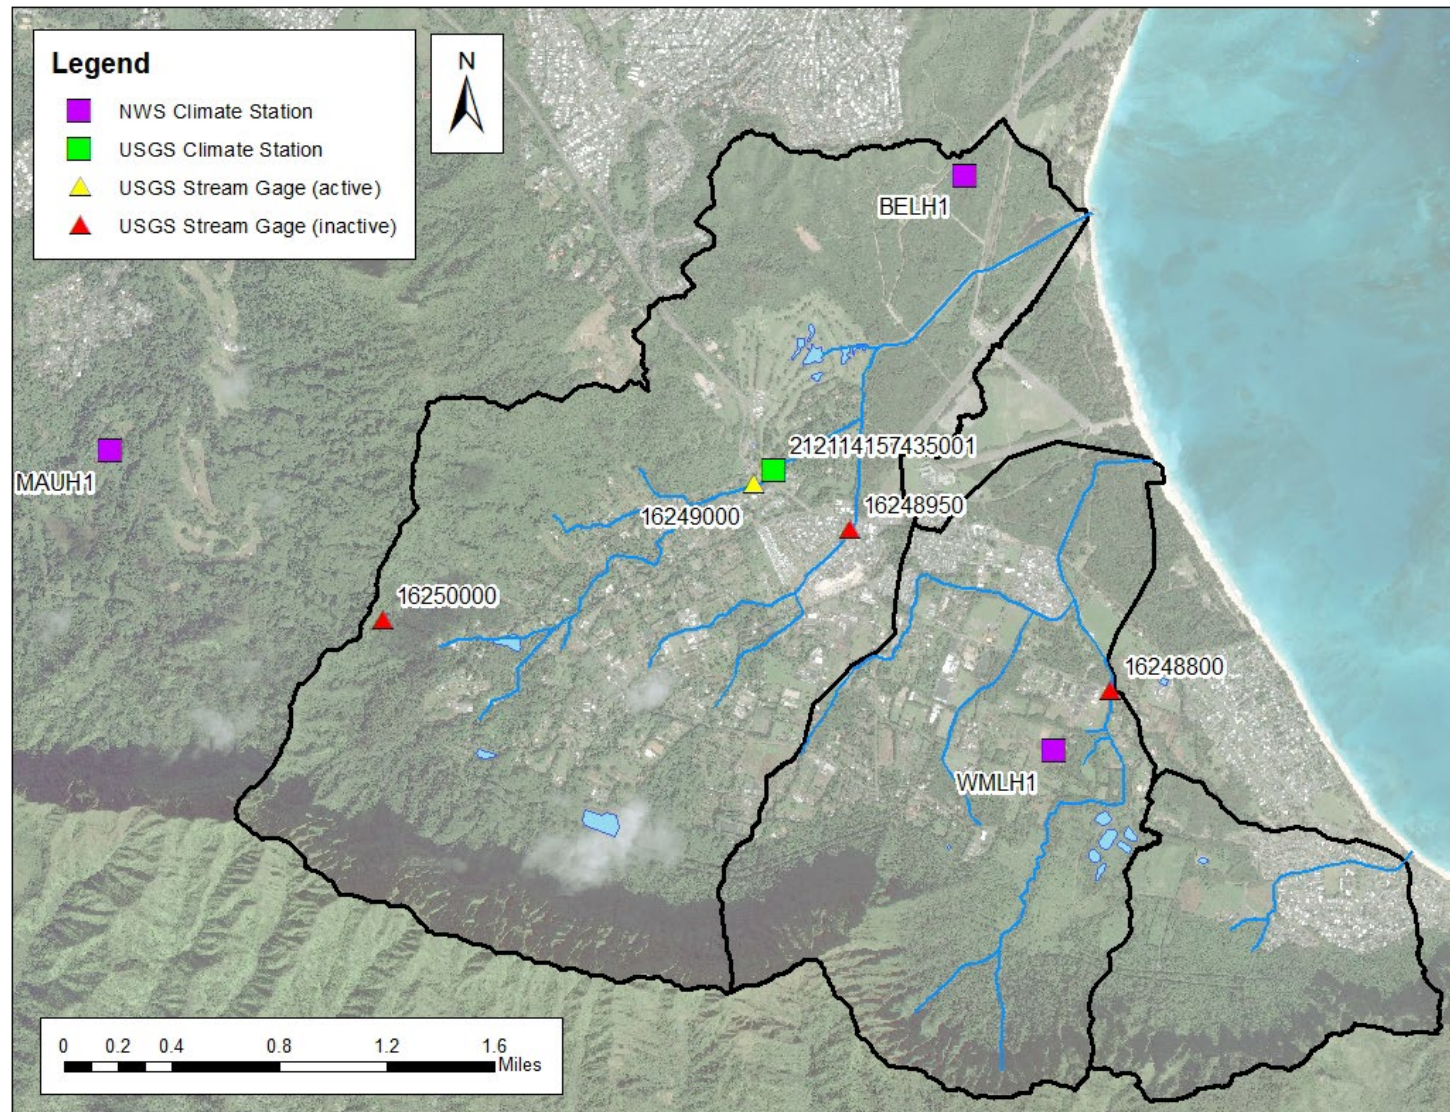 Legend
NWS Climate Station
USGS Climate Station
USGS Stream Gage (active)
USGS Stream Gage (inactive)
N
BELH1
212114157435001
MAUH1
16249000
16248950
16250000
16248800
WMLH1
0 0.2 0.4 0.8 1.2 1.6
Miles